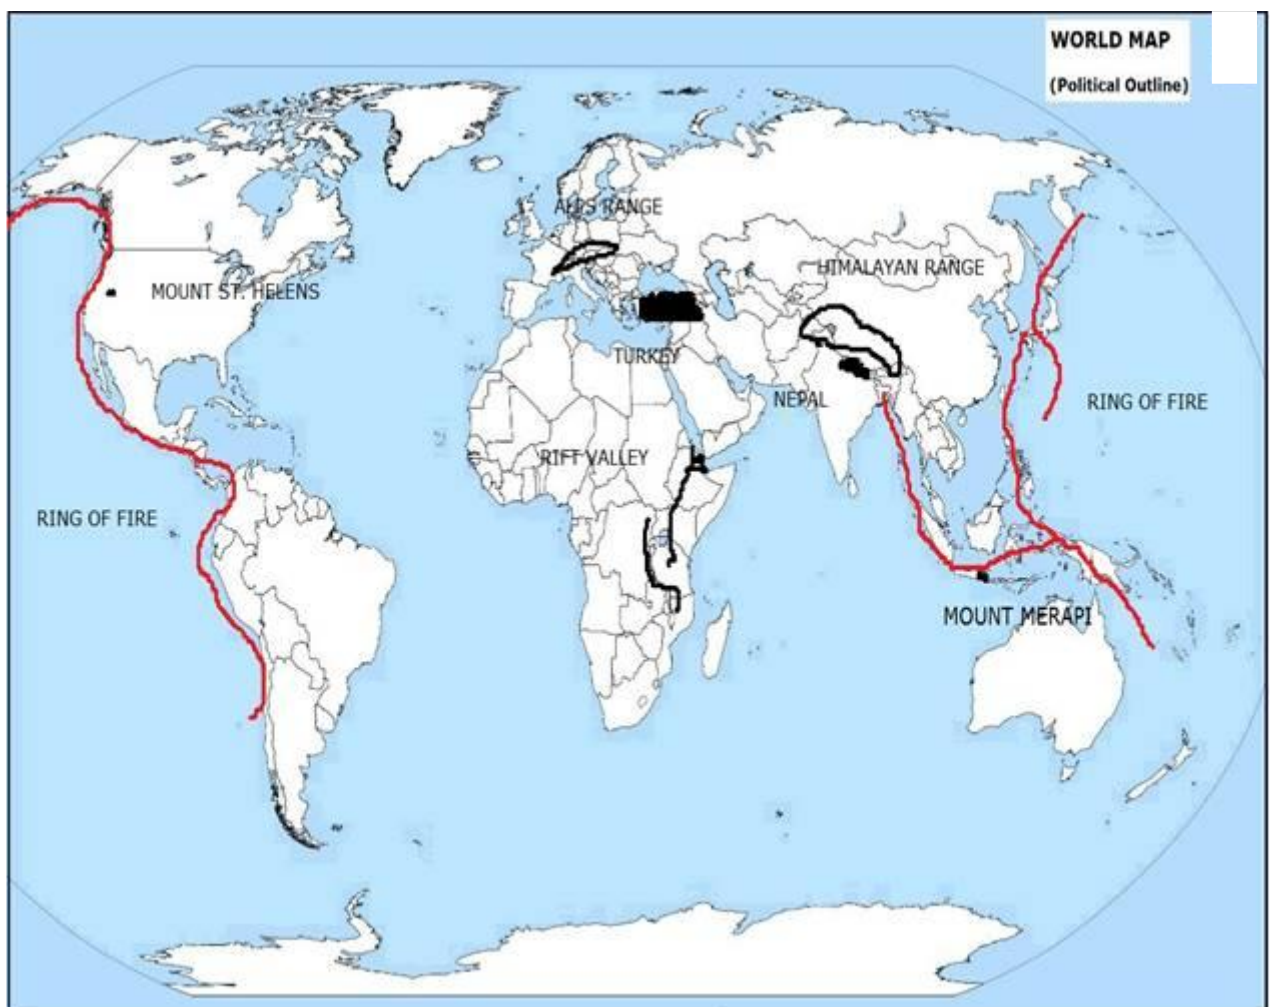 WORLD MAP
(Political Outline)
ALPS RANGE
HIMALAYAN RANGE
MOUNT ST. HELENS
TURKEY
NEPAL
RING OF FIRE
RIFT VALLEY
RING OF FIRE
MOUNT MERAPI